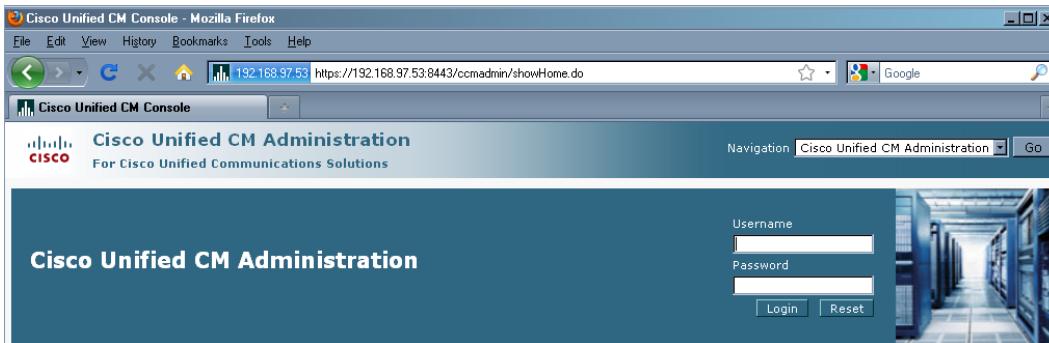 Cisco Unified CM Console - Mozilla Firefox
File Edit View History Bookmarks Tools Help
192.168.97.53 https://192.168.97.53:8443/ccmadmin/showHome.do
Google
Cisco Unified CM Console
CISCO
Cisco Unified CM Administration
For Cisco Unified Communications Solutions
Navigation Cisco Unified CM Administration Go
Cisco Unified CM Administration
Username
Password
Login Reset